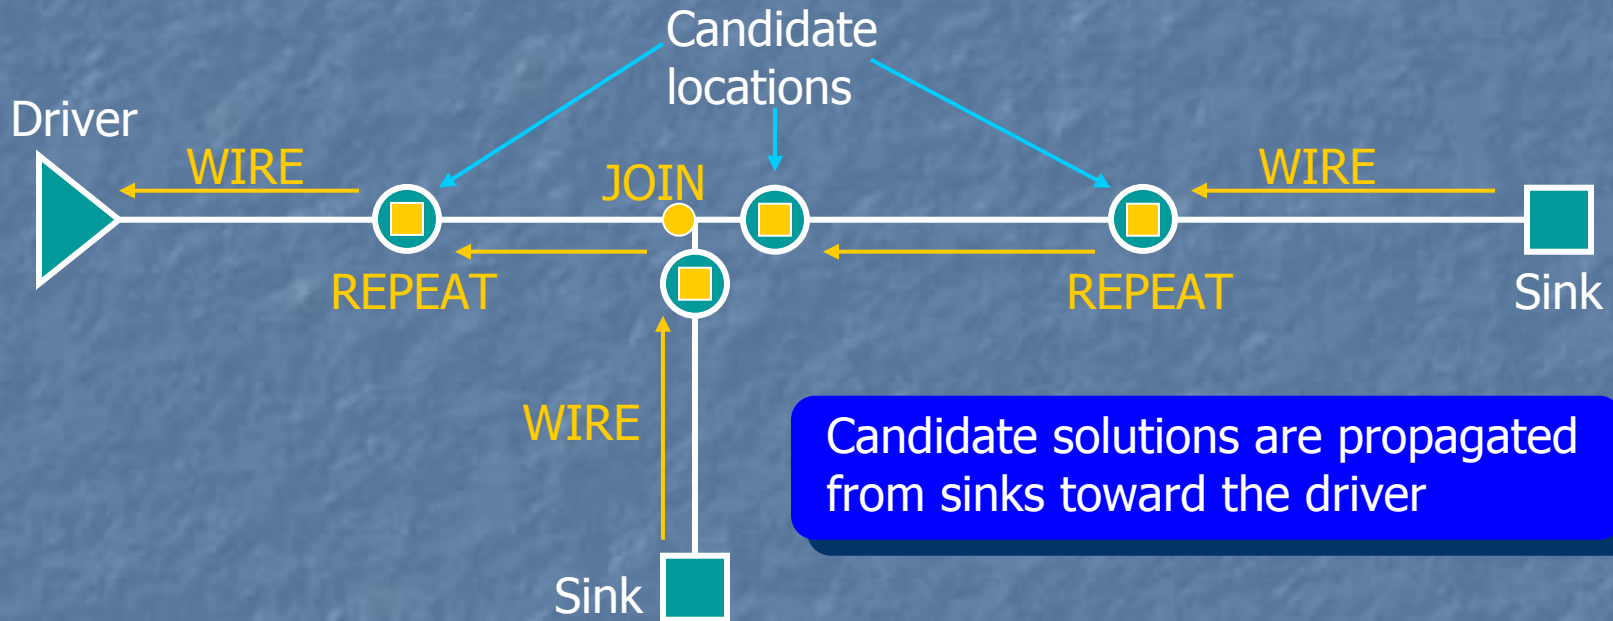 Candidate
locations
Driver
WIRE
JOIN
WIRE
REPEAT
REPEAT
Sink
WIRE
Candidate solutions are propagated
from sinks toward the driver
Sink